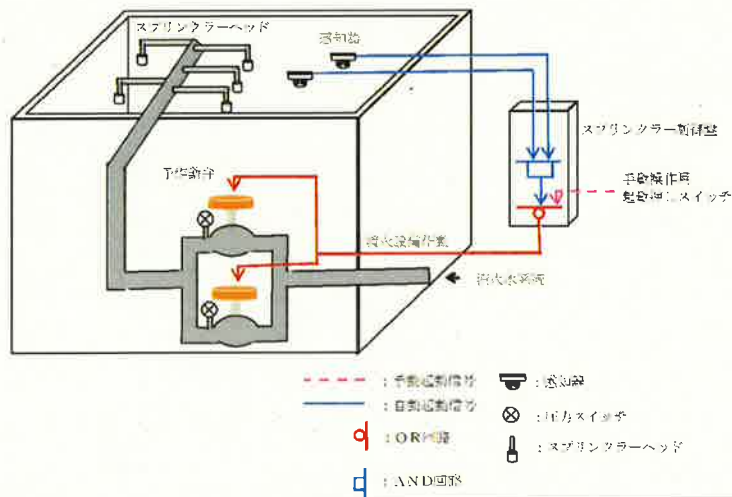 スプリンクラーヘッド
感知器
スプリンクラー制御盤
予作動弁
手動操作用
起動押しスイッチ
消火設備作動
消火水系統
：手動起動信号
：感知器
：自動起動信号
：圧力スイッチ
：OR回路
：スプリンクラーヘッド
：AND回路